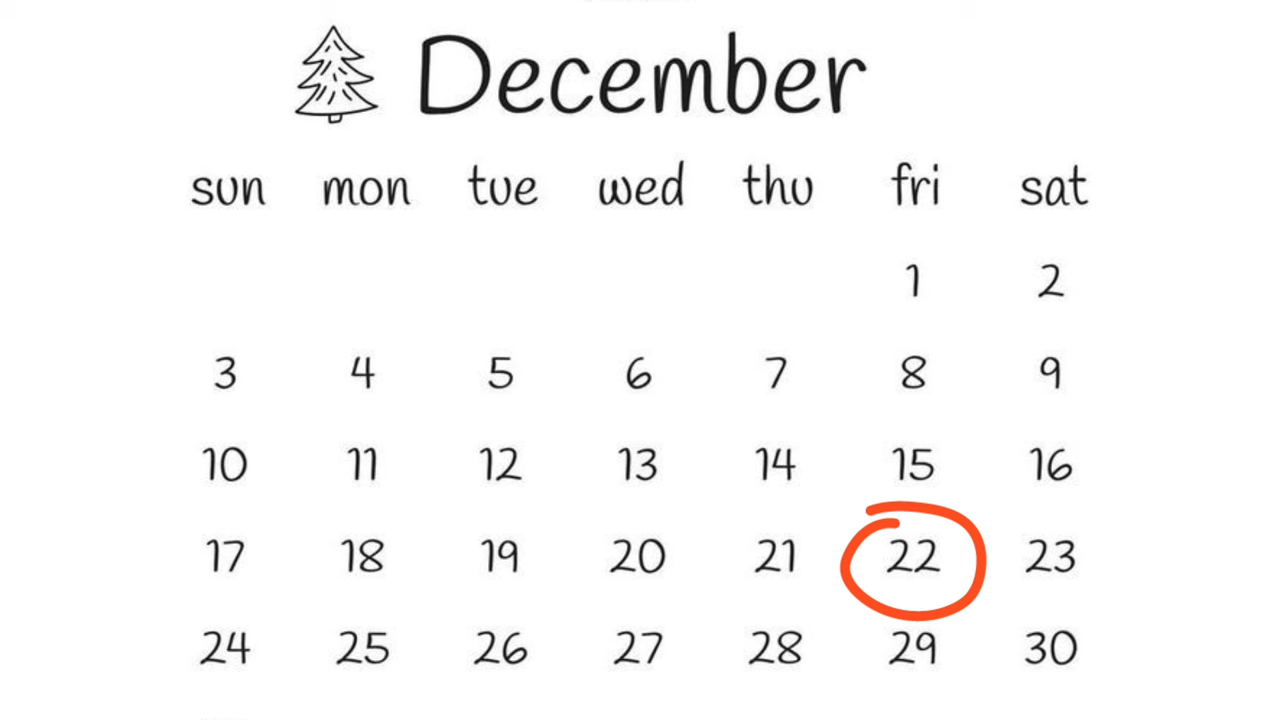 December
sun mon tue wed thu fri sat
1 2
3 4 5 6 7 8 9
10 11 12 13 14 15 16
17 18 19 20 21 22 23
24 25 26 27 28 29 30